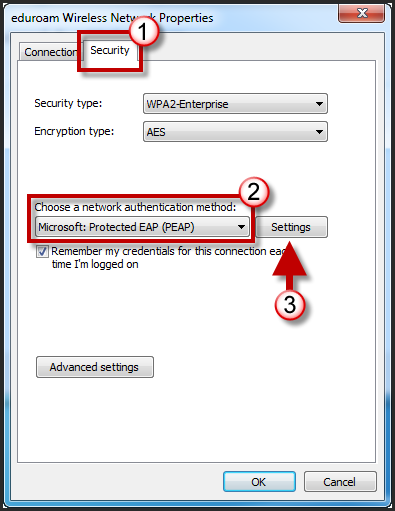 eduroam Wireless Network Properties
Connection
Security
1
Security type:
WPA2-Enterprise
Encryption type:
AES
2
Choose a network authentication method:
Microsoft: Protected EAP (PEAP)
Settings
Remember my credentials for this connection each
time I'm logged on
3
Advanced settings
OK
Cancel